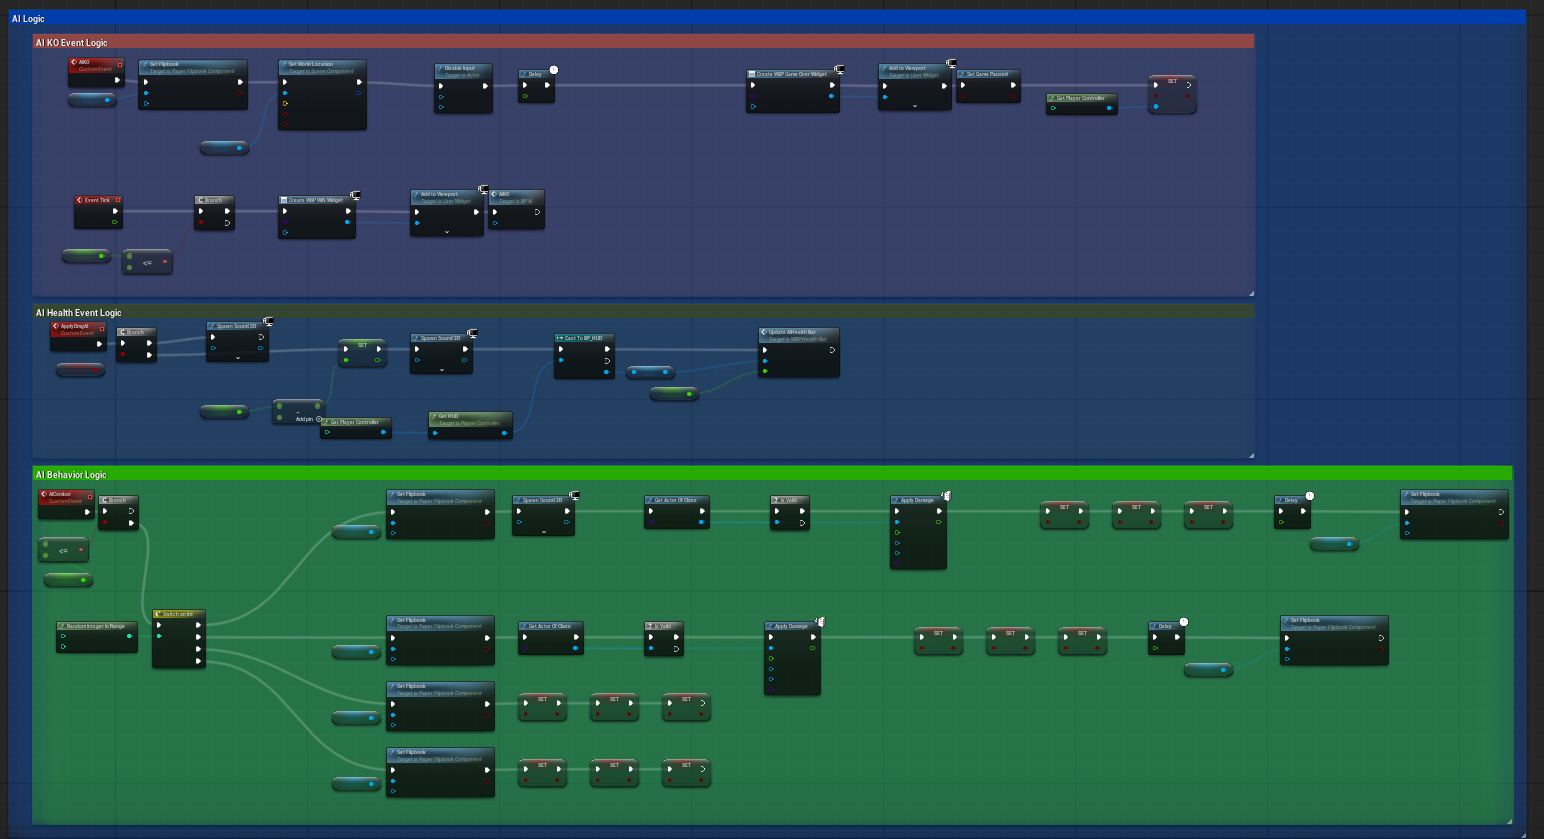 AI Logic
AI KO Event Logic
AIKO
Custom Event
Set Flipbook
Target is Paper Flipbook Component
Set World Location
Target is Scene Component
Disable Input
Target is Actor
Delay
Create WBP Game Over Widget
Add to Viewport
Target is User Widget
Set Game Paused
Get Player Controller
SET
Event Tick
Branch
Create WBP WIN Widget
Add to Viewport
Target is User Widget
AIKO
Target is BP AI
<=
AI Health Event Logic
ApplyDmgAI
Custom Event
Branch
Spawn Sound 2D
SET
Spawn Sound 2D
Cast To BP_HUD
Update AIHealth Bar
Target is WBP Health Bar
-
Add pin
Get Player Controller
Get HUD
Target is Player Controller
AI Behavior Logic
AICombat
Custom Event
Branch
Set Flipbook
Target is Paper Flipbook Component
Spawn Sound 2D
Get Actor Of Class
Is Valid
Apply Damage
SET
SET
SET
Delay
Set Flipbook
Target is Paper Flipbook Component
<=
Random Integer in Range
Switch on Int
Set Flipbook
Target is Paper Flipbook Component
Get Actor Of Class
Is Valid
Apply Damage
SET
SET
SET
Delay
Set Flipbook
Target is Paper Flipbook Component
Set Flipbook
Target is Paper Flipbook Component
SET
SET
SET
Set Flipbook
Target is Paper Flipbook Component
SET
SET
SET